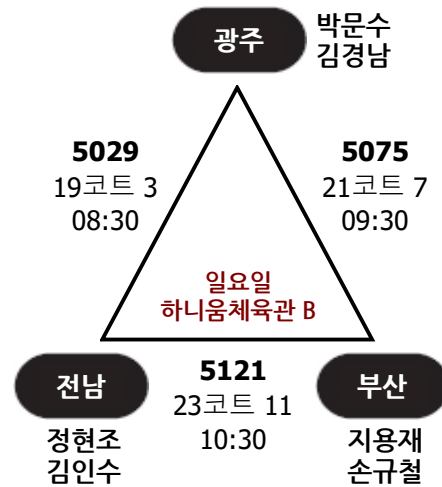 광주
박문수
김경남
5029
19코트 3
08:30
5075
21코트 7
09:30
일요일
하니움체육관 B
전남
정현조
김인수
5121
23코트 11
10:30
부산
지용재
손규철